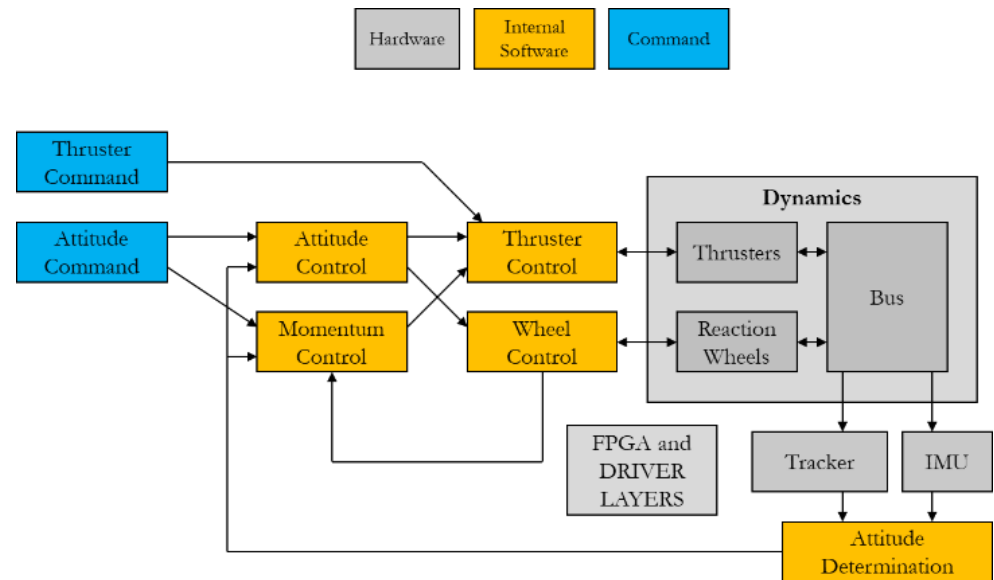 Hardware
Internal
Software
Command
Thruster
Command
Attitude
Command
Attitude
Control
Momentum
Control
Thruster
Control
Wheel
Control
Dynamics
Thrusters
Bus
Reaction
Wheels
FPGA and
DRIVER
LAYERS
Tracker
IMU
Attitude
Determination